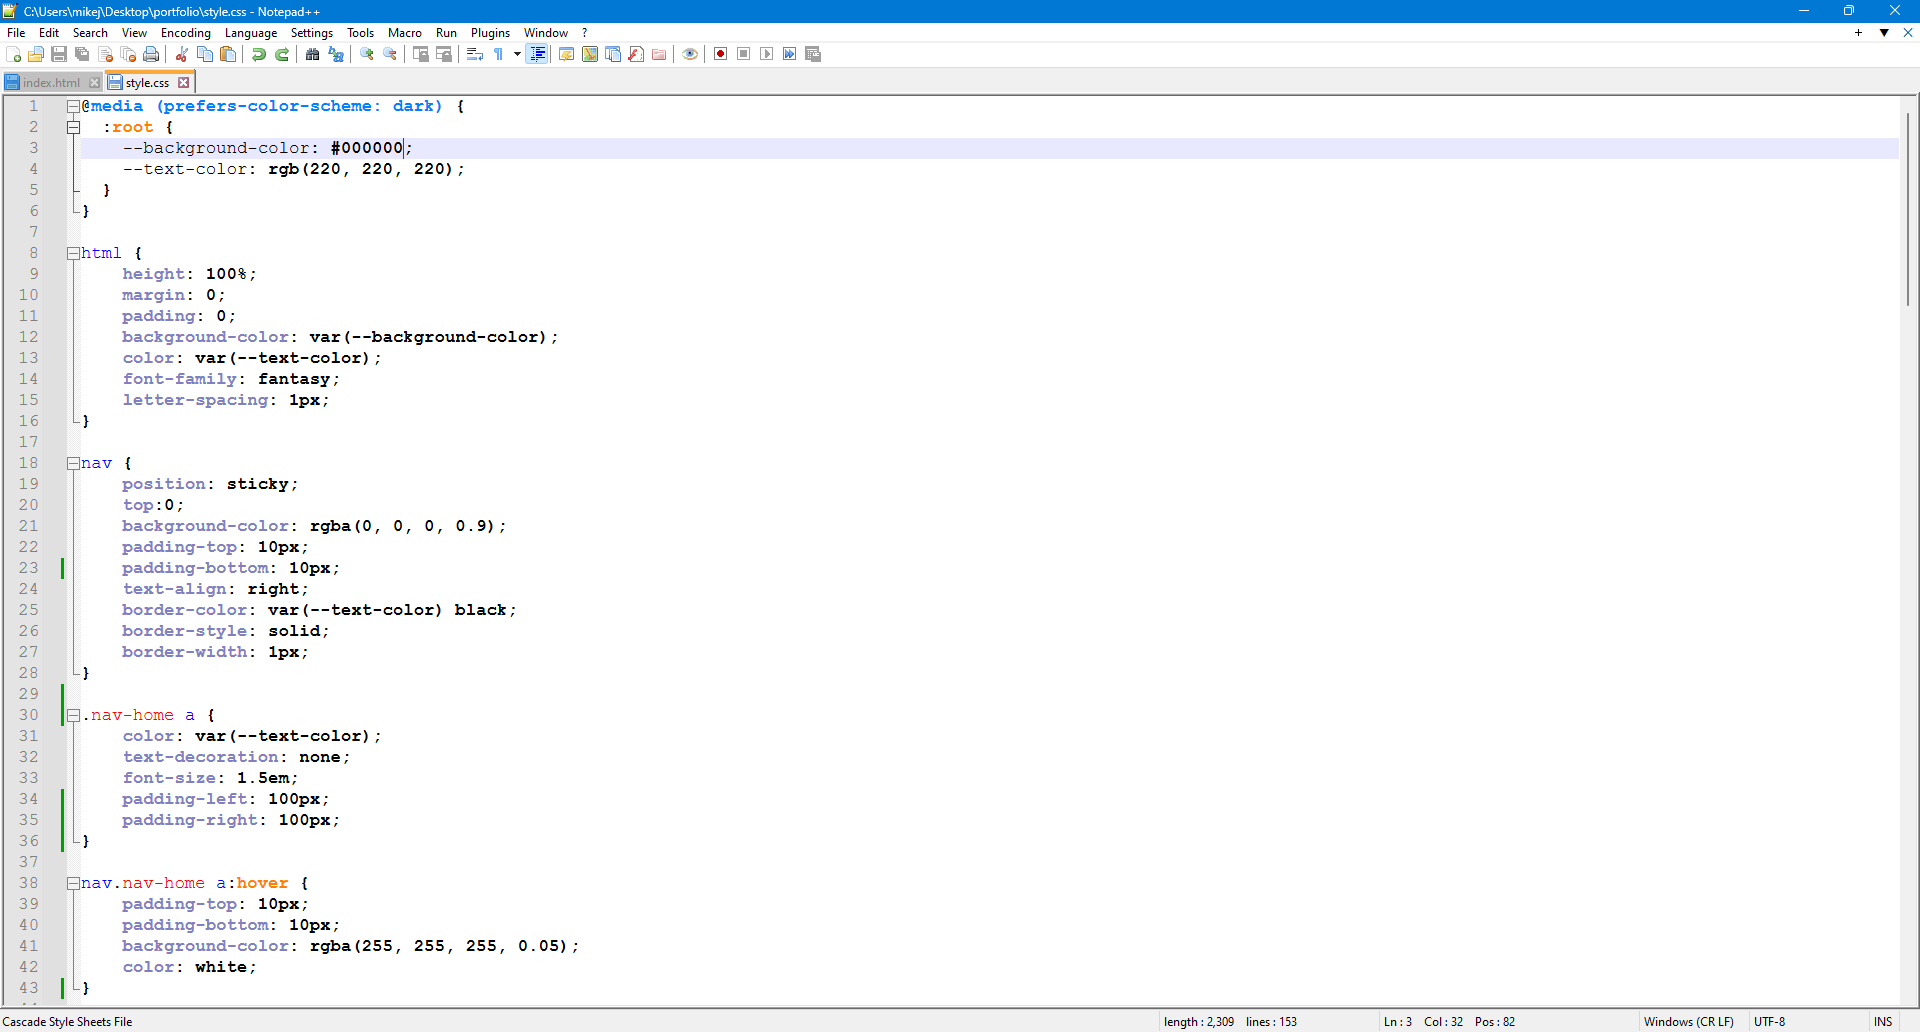 C:\Users\mikej\Desktop\portfolio\style.css - Notepad++
File Edit Search View Encoding Language Settings Tools Macro Run Plugins Window ?
index.html style.css
1 @media (prefers-color-scheme: dark) {
2 :root {
3 --background-color: #000000;
4 --text-color: rgb(220, 220, 220);
5 }
6 }
7
8 html {
9 height: 100%;
10 margin: 0;
11 padding: 0;
12 background-color: var(--background-color);
13 color: var(--text-color);
14 font-family: fantasy;
15 letter-spacing: 1px;
16 }
17
18 nav {
19 position: sticky;
20 top:0;
21 background-color: rgba(0, 0, 0, 0.9);
22 padding-top: 10px;
23 padding-bottom: 10px;
24 text-align: right;
25 border-color: var(--text-color) black;
26 border-style: solid;
27 border-width: 1px;
28 }
29
30 .nav-home a {
31 color: var(--text-color);
32 text-decoration: none;
33 font-size: 1.5em;
34 padding-left: 100px;
35 padding-right: 100px;
36 }
37
38 nav.nav-home a:hover {
39 padding-top: 10px;
40 padding-bottom: 10px;
41 background-color: rgba(255, 255, 255, 0.05);
42 color: white;
43 }
Cascade Style Sheets File length : 2,309 lines : 153 Ln : 3 Col : 32 Pos : 82 Windows (CR LF) UTF-8 INS